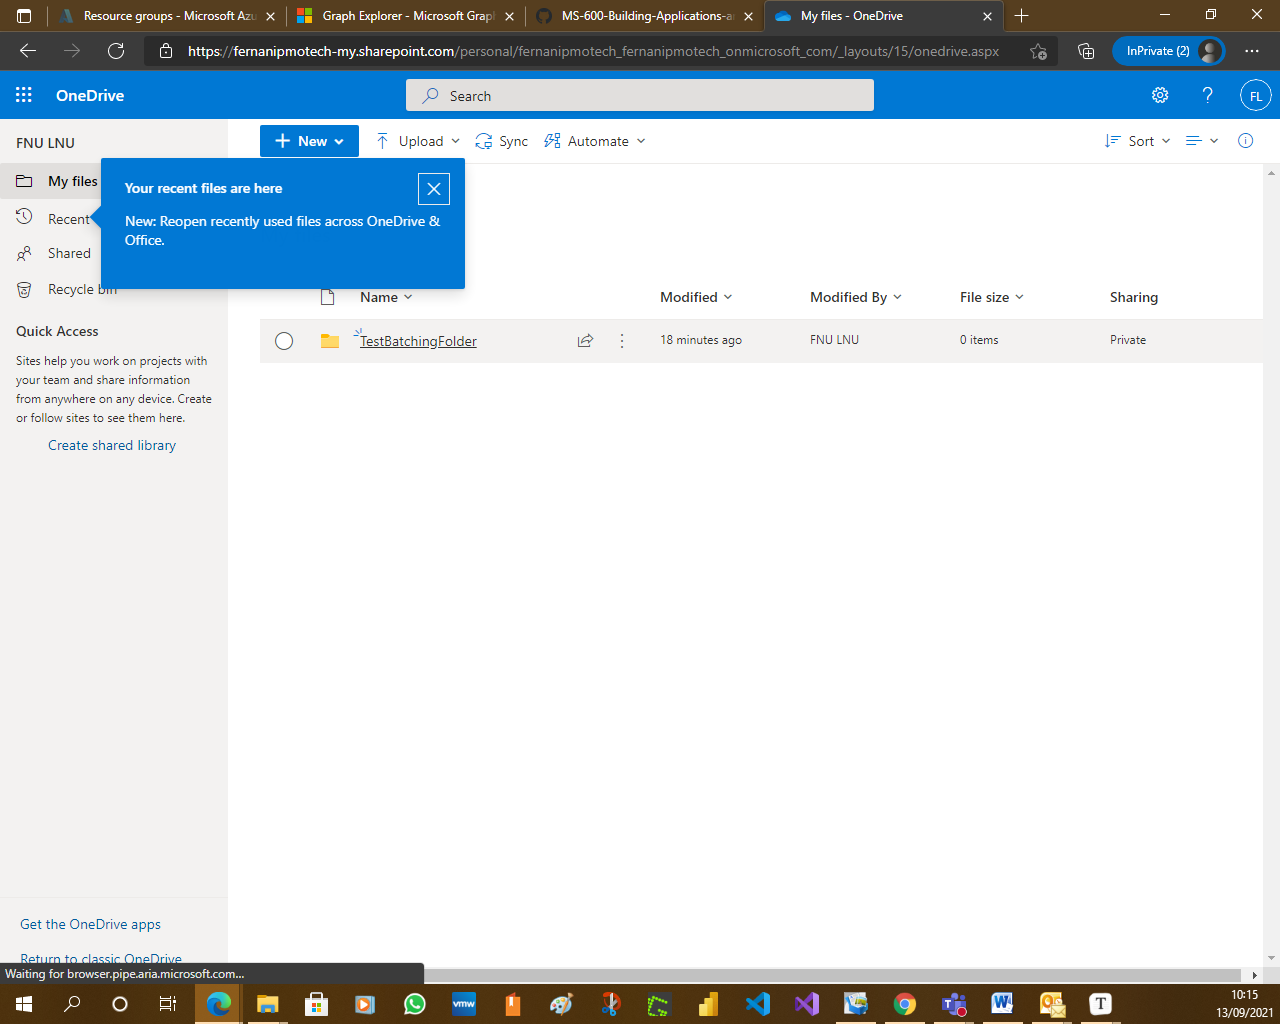 Resource groups - Microsoft Azu
Graph Explorer - Microsoft Grap
MS-600-Building-Applications-a
My files - OneDrive
https://fernanipmotech-my.sharepoint.com/personal/fernanipmotech_fernanipmotech_onmicrosoft_com/_layouts/15/onedrive.aspx
InPrivate (2)
OneDrive
Search
FL
FNU LNU
New
Upload
Sync
Automate
Sort
My files
Your recent files are here
New: Reopen recently used files across OneDrive &
Office.
Recent
Shared
Recycle bin
Name
Modified
Modified By
File size
Sharing
TestBatchingFolder
18 minutes ago
FNU LNU
0 items
Private
Quick Access
Sites help you work on projects with
your team and share information
from anywhere on any device. Create
or follow sites to see them here.
Create shared library
Get the OneDrive apps
Return to classic OneDrive
Waiting for browser.pipe.aria.microsoft.com...
vmw
T
10:15
13/09/2021